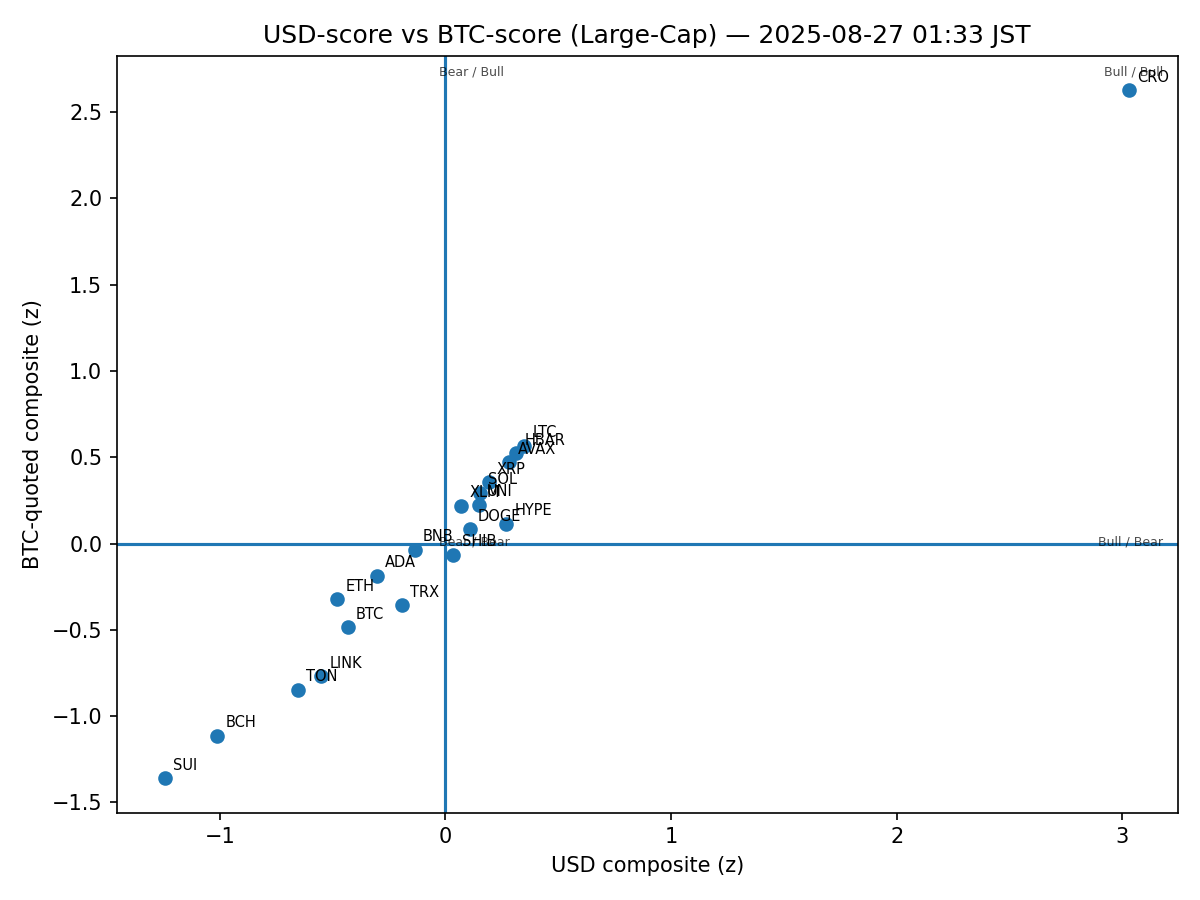 USD-score vs BTC-score (Large-Cap) — 2025-08-27 01:33 JST
Bear / Bull
Bull / Bull
CRO
2.5
2.0
1.5
1.0
0.5
0.0
−0.5
−1.0
−1.5
BTC-quoted composite (z)
LTC
HBAR
AVAX
XRP
SOL
XLM
UNI
HYPE
DOGE
BNB
SHIB
Bear / Bear
Bull / Bear
ADA
ETH
TRX
BTC
LINK
TON
BCH
SUI
−1
0
1
2
3
USD composite (z)